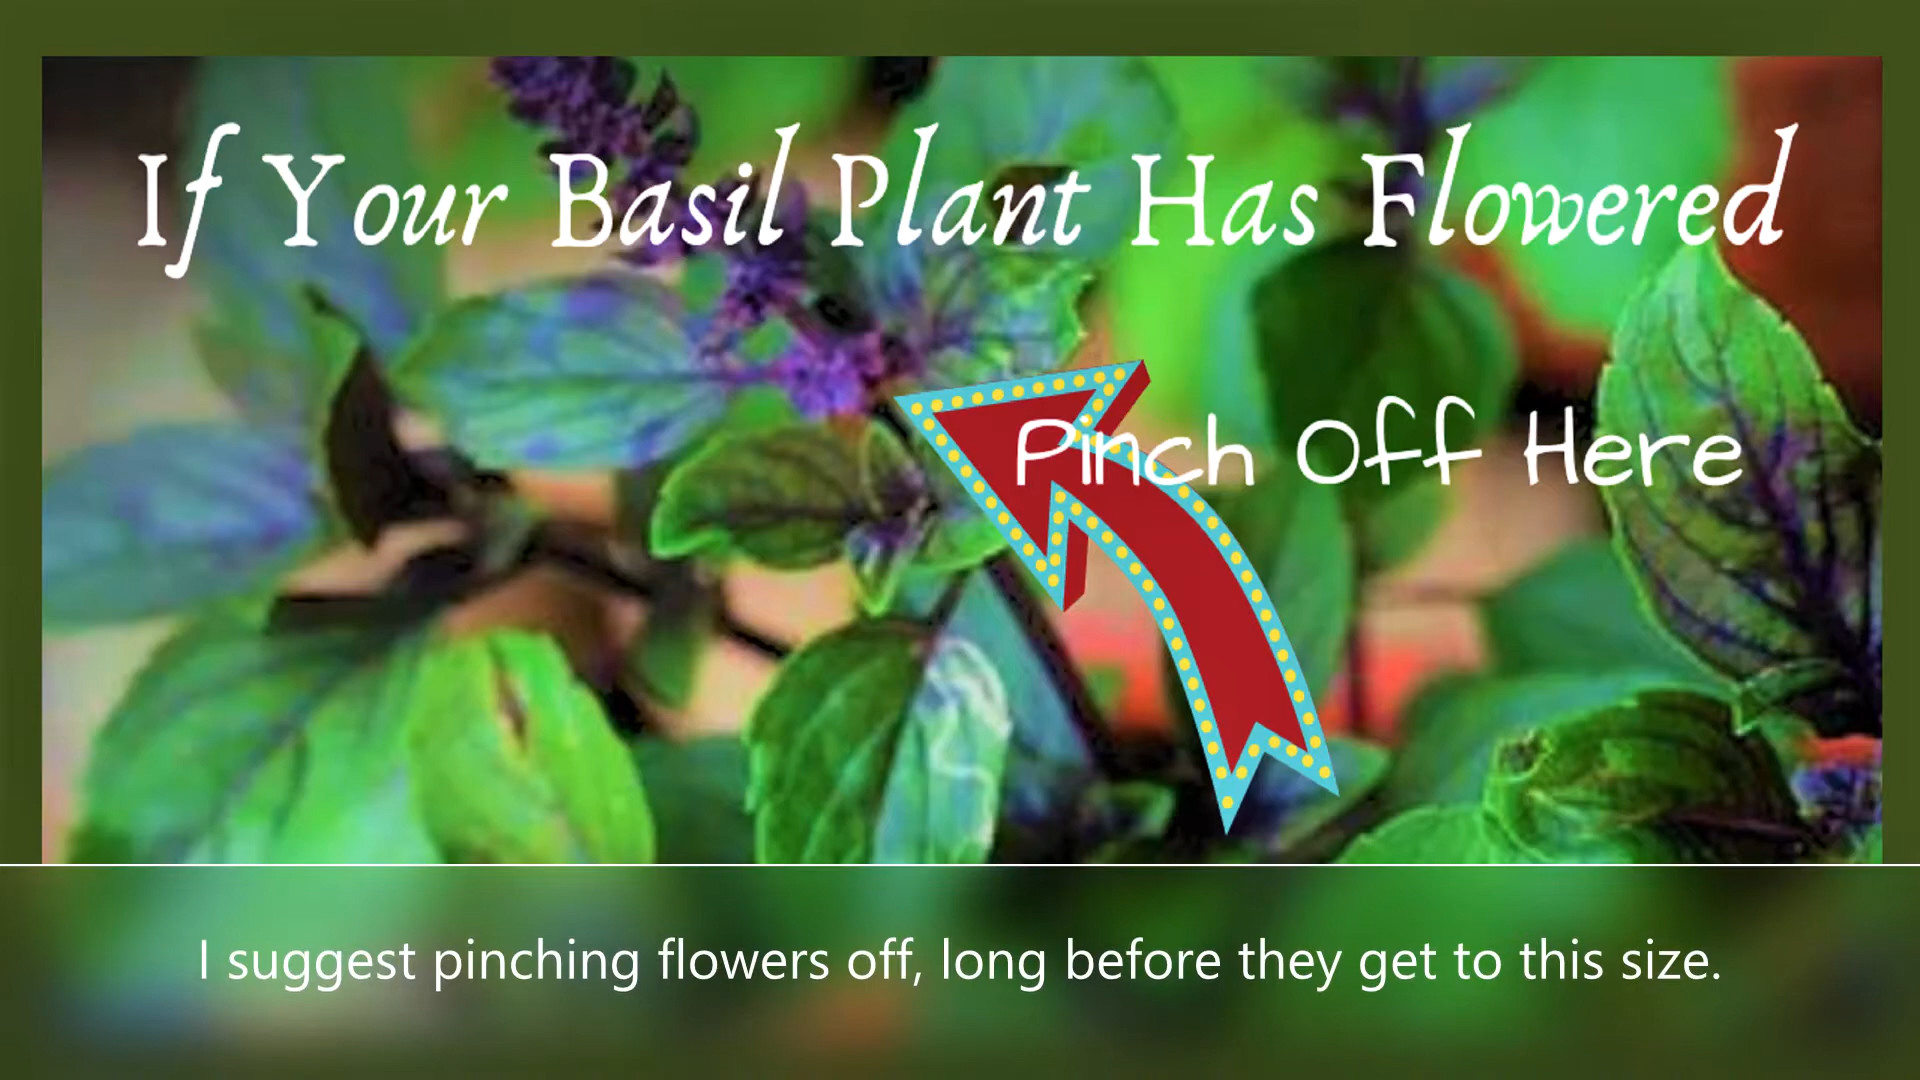 If Your Basil Plant Has Flowered
Pinch Off Here
I suggest pinching flowers off, long before they get to this size.